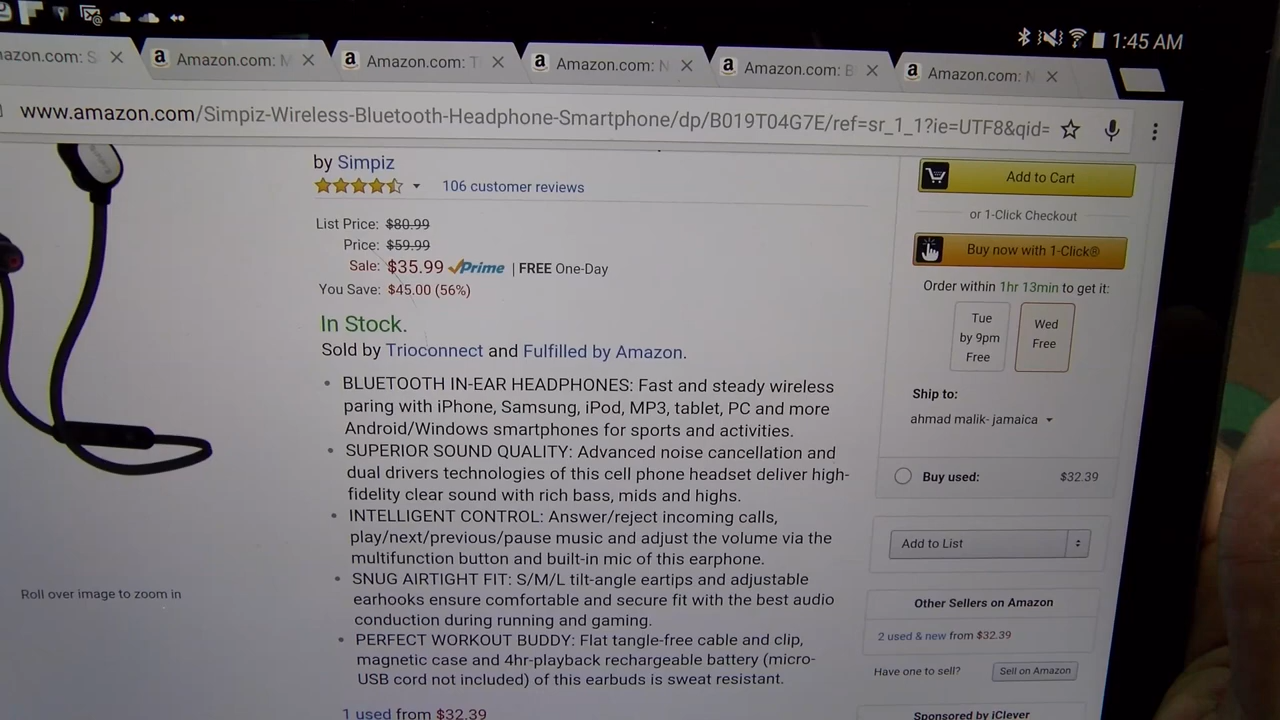 1:45 AM
azon.com: S
Amazon.com: M
Amazon.com: T
Amazon.com: N
Amazon.com: B
Amazon.com: N
www.amazon.com/Simpiz-Wireless-Bluetooth-Headphone-Smartphone/dp/B019T04G7E/ref=sr_1_1?ie=UTF8&qid=
by Simpiz
106 customer reviews
List Price: $80.99
Price: $59.99
Sale: $35.99 Prime | FREE One-Day
You Save: $45.00 (56%)
In Stock.
Sold by Trioconnect and Fulfilled by Amazon.
• BLUETOOTH IN-EAR HEADPHONES: Fast and steady wireless
paring with iPhone, Samsung, iPod, MP3, tablet, PC and more
Android/Windows smartphones for sports and activities.
• SUPERIOR SOUND QUALITY: Advanced noise cancellation and
dual drivers technologies of this cell phone headset deliver high-
fidelity clear sound with rich bass, mids and highs.
• INTELLIGENT CONTROL: Answer/reject incoming calls,
play/next/previous/pause music and adjust the volume via the
multifunction button and built-in mic of this earphone.
• SNUG AIRTIGHT FIT: S/M/L tilt-angle eartips and adjustable
earhooks ensure comfortable and secure fit with the best audio
conduction during running and gaming.
• PERFECT WORKOUT BUDDY: Flat tangle-free cable and clip,
magnetic case and 4hr-playback rechargeable battery (micro-
USB cord not included) of this earbuds is sweat resistant.
1 used from $32.39
Roll over image to zoom in
Add to Cart
or 1-Click Checkout
Buy now with 1-Click®
Order within 1hr 13min to get it:
Tue
by 9pm
Free
Wed
Free
Ship to:
ahmad malik- jamaica
Buy used: $32.39
Add to List
Other Sellers on Amazon
2 used & new from $32.39
Have one to sell? Sell on Amazon
Sponsored by iClever